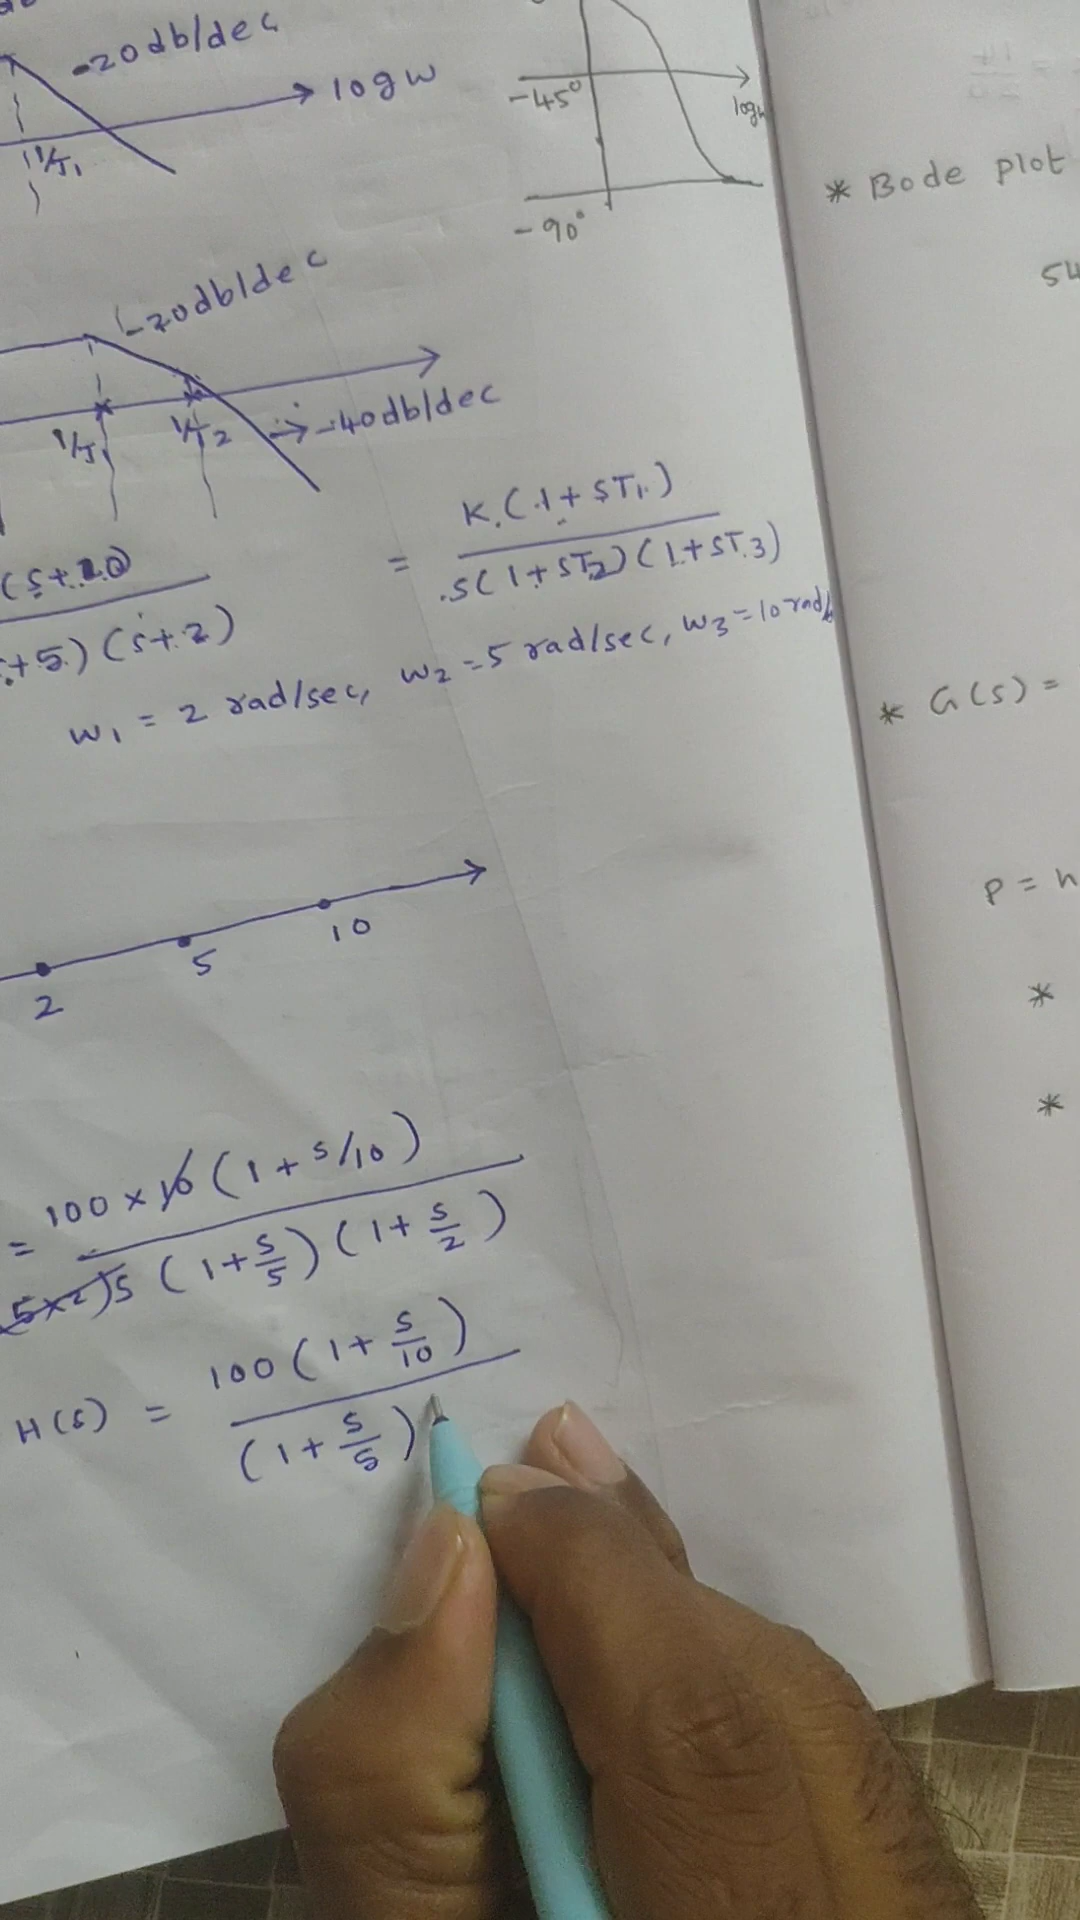 -20db/dec
log w
1/T1
-45°
-90°
-20db/dec
1/T1
1/T2
-40db/dec
= K(1+ST1)
S(1+ST2)(1+ST3)
+5)(S+2)
w1 = 2 rad/sec, w2 = 5 rad/sec, w3 = 10 rad/s
2 5 10
= 100 × 10 (1 + s/10)
(5×2)S (1 + S/5) (1 + S/2)
H(s) = 100 (1 + S/10)
(1 + S/5)
* Bode plot
* G(s) =
P = n
*
*